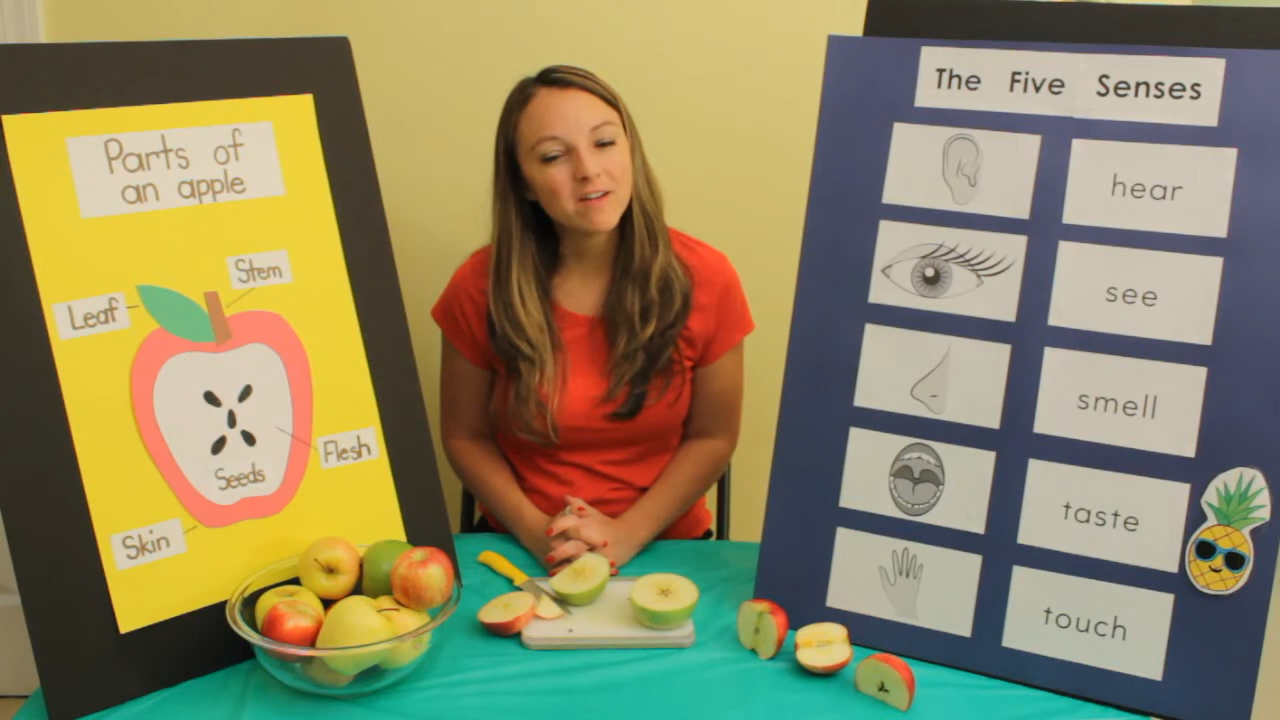 Parts of
an apple
Stem
Leaf
Flesh
Seeds
Skin
The Five Senses
hear
see
smell
taste
touch